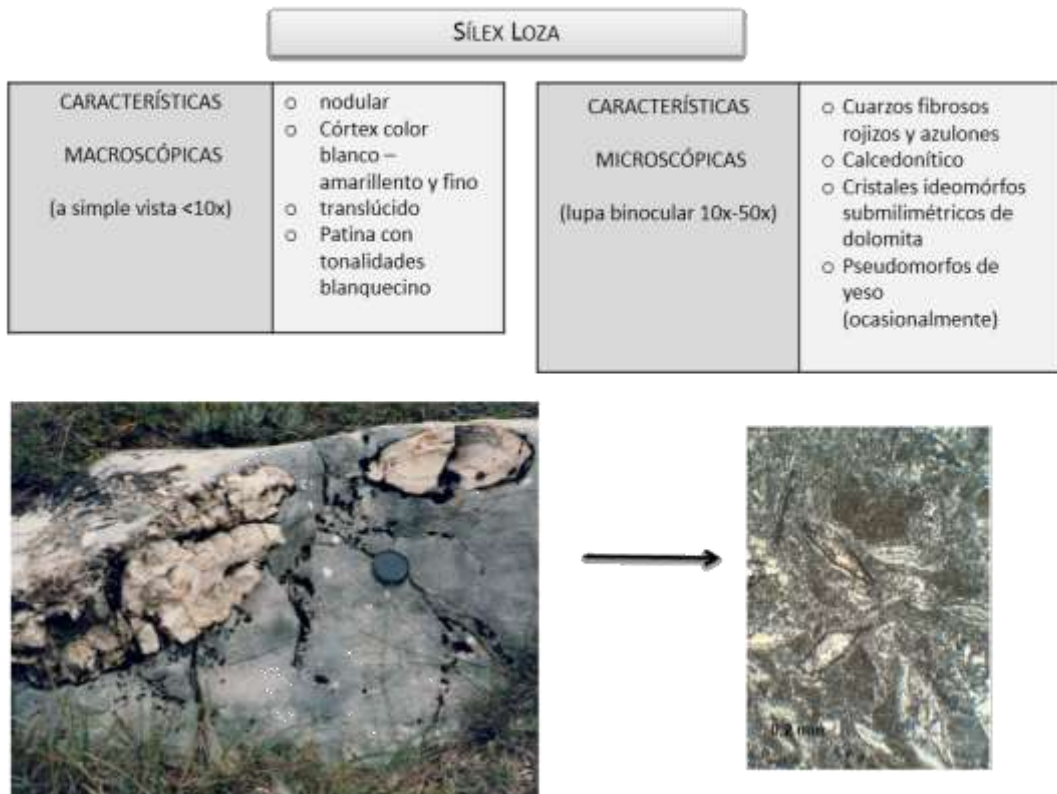 SÍLEX LOZA
CARACTERÍSTICAS
MACROSCÓPICAS
(a simple vista <10x)
o nodular
o Córtex color
blanco –
amarillento y fino
o translúcido
o Patina con
tonalidades
blanquecino
CARACTERÍSTICAS
MICROSCÓPICAS
(lupa binocular 10x-50x)
o Cuarzos fibrosos
rojizos y azulones
o Calcedonítico
o Cristales ideomórfos
submilimétricos de
dolomita
o Pseudomorfos de
yeso
(ocasionalmente)
0.2 mm